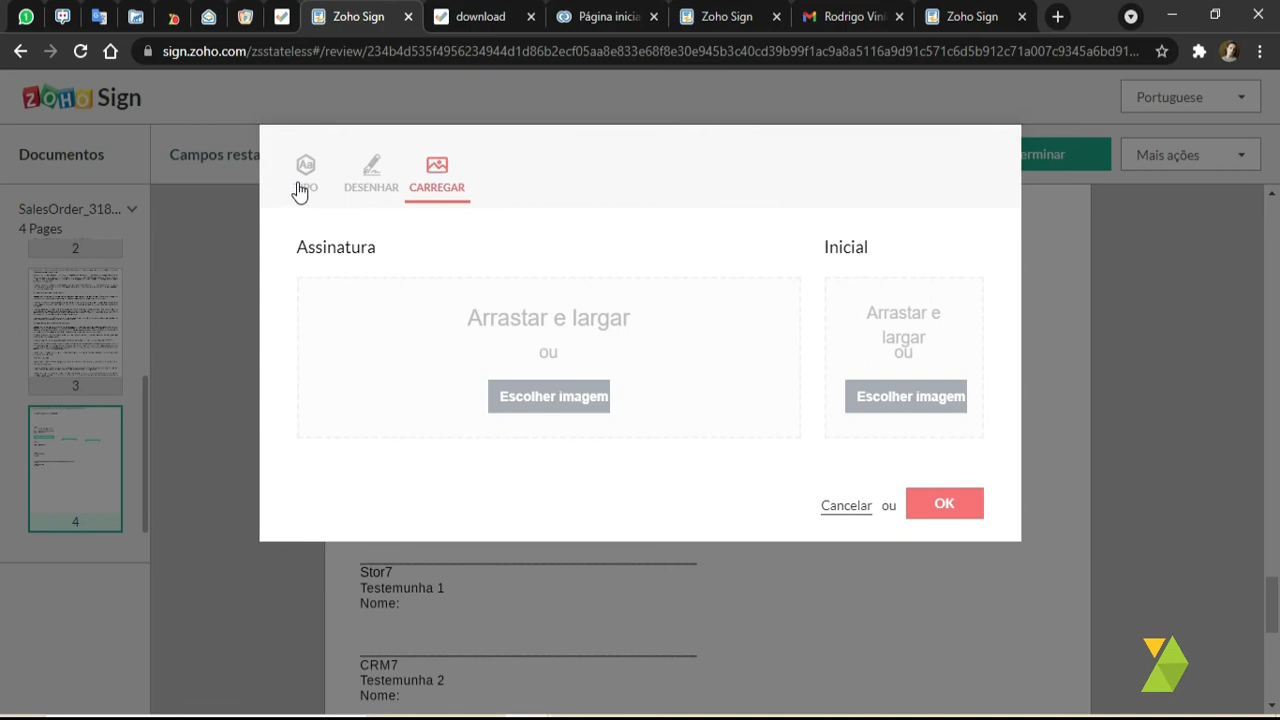 Zoho Sign
download
Página inicia
Zoho Sign
Rodrigo Vini
Zoho Sign
sign.zoho.com/zsstateless#/review/234b4d535f4956234944d1d86b2ecf05aa8e833e68f8e30e945b3c40cd39b99f1ac9a8a5116a9d91c571c6d5b912c71a007c9345a6bd91...
ZOHO Sign
Portuguese
Documentos
Campos resta
erminar
Mais ações
DESENHAR
CARREGAR
SalesOrder_318...
4 Pages
2
3
4
Assinatura
Inicial
Arrastar e largar
ou
Escolher imagem
Arrastar e
largar
ou
Escolher imagem
Cancelar ou OK
Stor7
Testemunha 1
Nome:
CRM7
Testemunha 2
Nome: